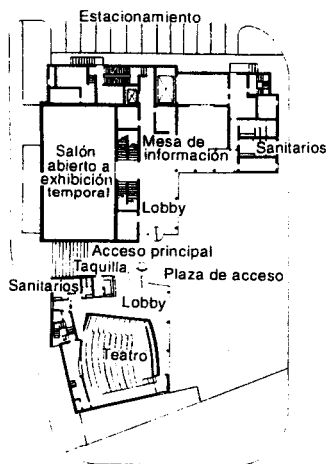 Estacionamiento
Mesa de
información
Sanitarios
Salón
abierto a
exhibición
temporal
Lobby
Acceso principal
Taquilla
Plaza de acceso
Sanitarios
Lobby
Teatro